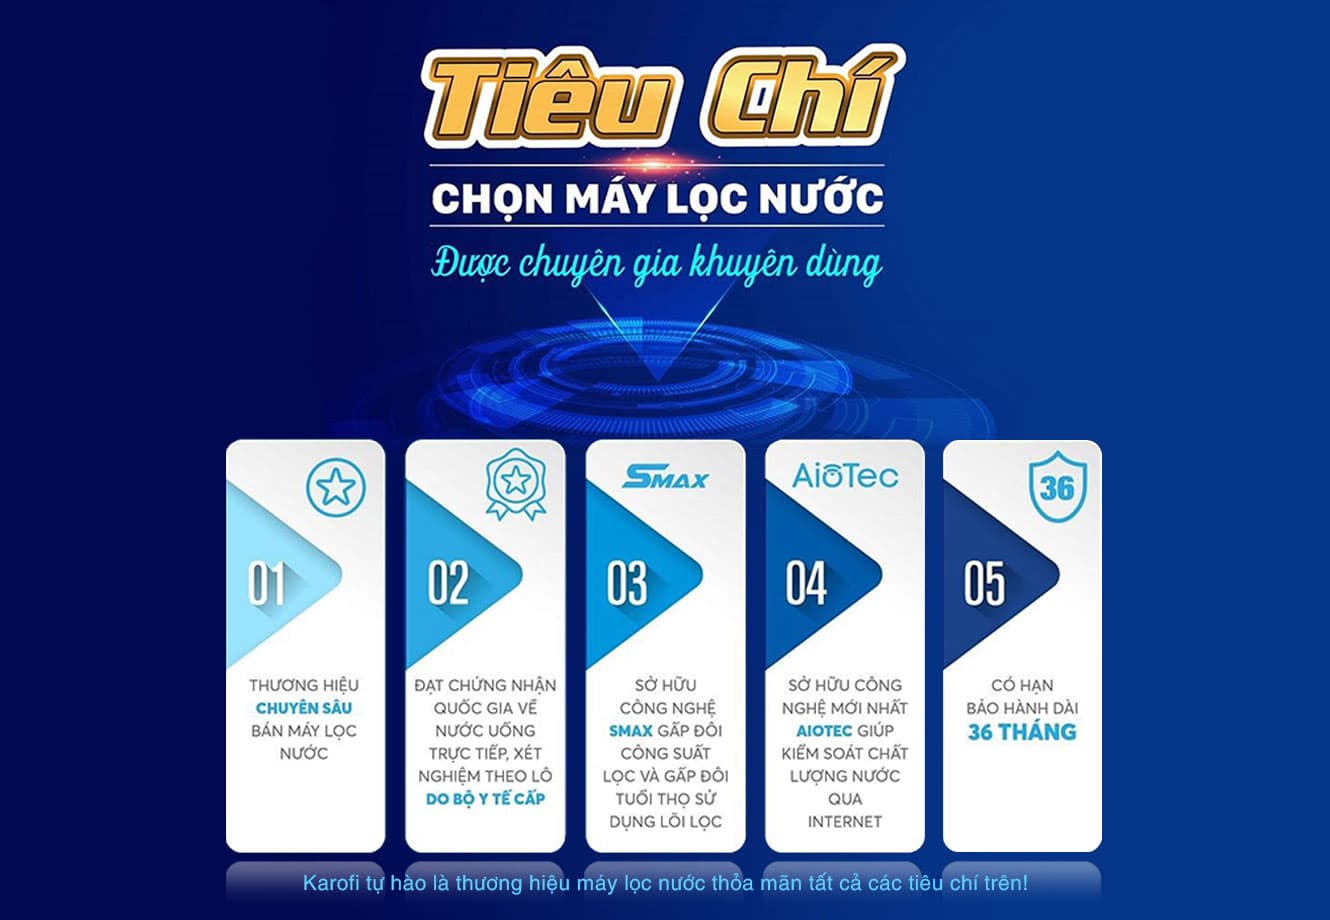 Tiêu Chí
CHỌN MÁY LỌC NƯỚC
Được chuyên gia khuyên dùng
01
THƯƠNG HIỆU
CHUYÊN SÂU
BÁN MÁY LỌC
NƯỚC
02
ĐẠT CHỨNG NHẬN
QUỐC GIA VỀ
NƯỚC UỐNG
TRỰC TIẾP, XÉT
NGHIỆM THEO LÔ
DO BỘ Y TẾ CẤP
SMAX
03
SỞ HỮU
CÔNG NGHỆ
SMAX GẤP ĐÔI
CÔNG SUẤT
LỌC VÀ GẤP ĐÔI
TUỔI THỌ SỬ
DỤNG LÕI LỌC
AioTec
04
SỞ HỮU CÔNG
NGHỆ MỚI NHẤT
AIOTEC GIÚP
KIỂM SOÁT CHẤT
LƯỢNG NƯỚC
QUA
INTERNET
36
05
CÓ HẠN
BẢO HÀNH DÀI
36 THÁNG
Karofi tự hào là thương hiệu máy lọc nước thỏa mãn tất cả các tiêu chí trên!